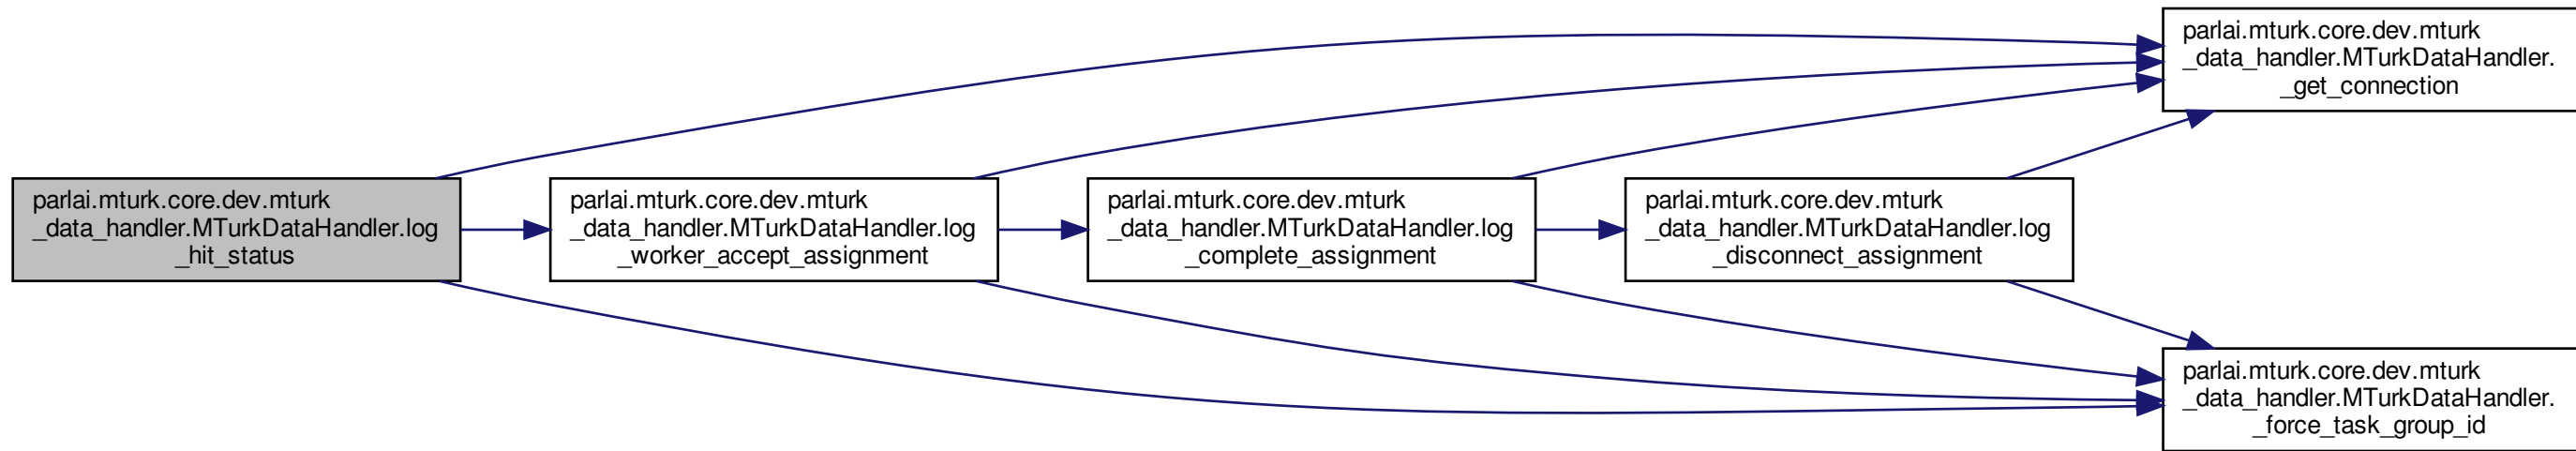 parlai.mturk.core.dev.mturk
_data_handler.MTurkDataHandler.
_get_connection
parlai.mturk.core.dev.mturk
_data_handler.MTurkDataHandler.log
_hit_status
parlai.mturk.core.dev.mturk
_data_handler.MTurkDataHandler.log
_worker_accept_assignment
parlai.mturk.core.dev.mturk
_data_handler.MTurkDataHandler.log
_complete_assignment
parlai.mturk.core.dev.mturk
_data_handler.MTurkDataHandler.log
_disconnect_assignment
parlai.mturk.core.dev.mturk
_data_handler.MTurkDataHandler.
_force_task_group_id